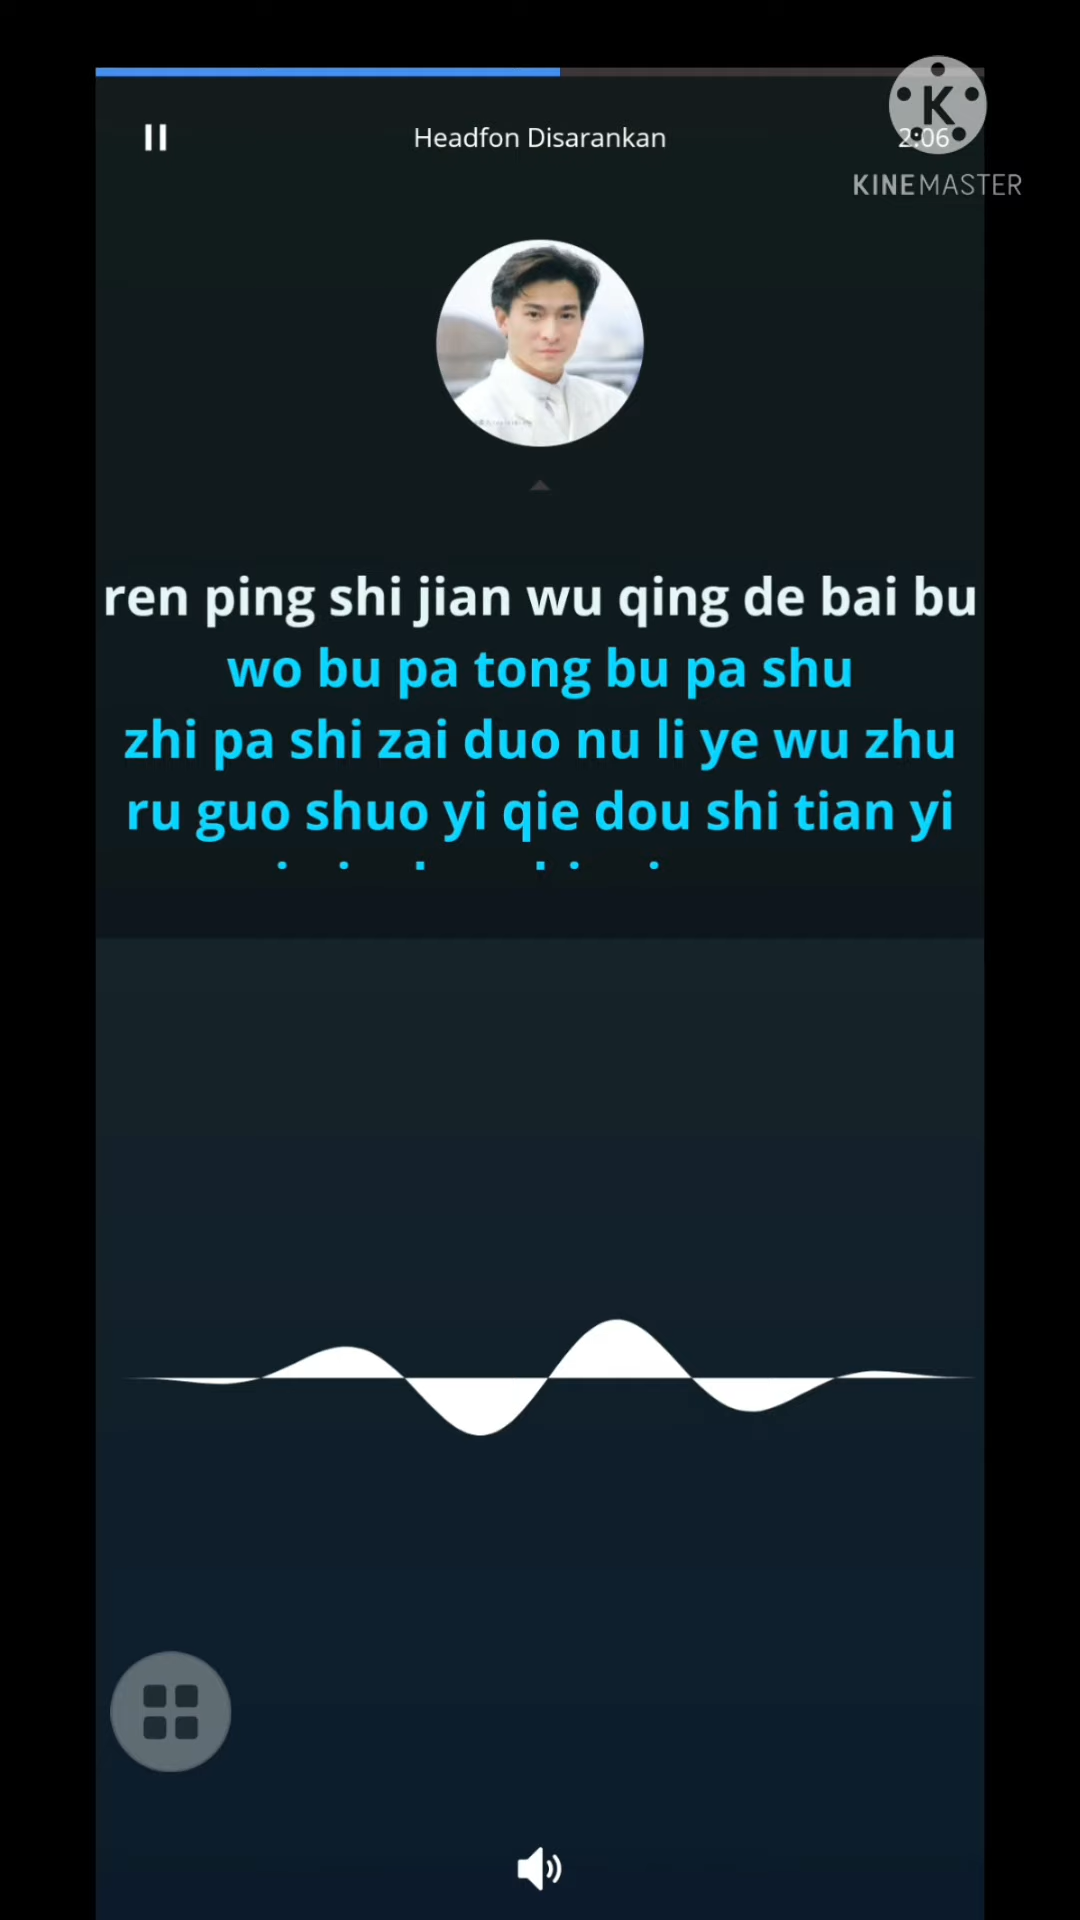 Headfon Disarankan
2:06
K
KINEMASTER
ren ping shi jian wu qing de bai bu
wo bu pa tong bu pa shu
zhi pa shi zai duo nu li ye wu zhu
ru guo shuo yi qie dou shi tian yi